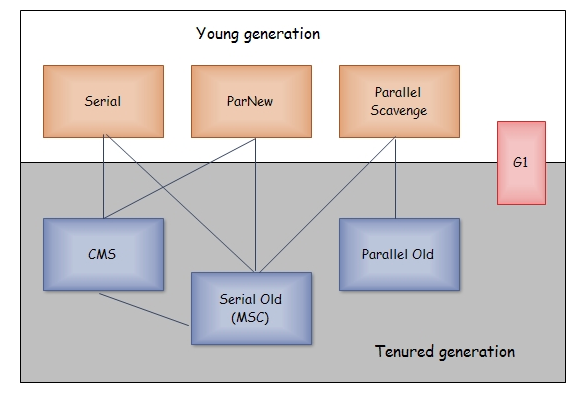 Young generation
Serial
ParNew
Parallel
Scavenge
G1
CMS
Parallel Old
Serial Old
(MSC)
Tenured generation